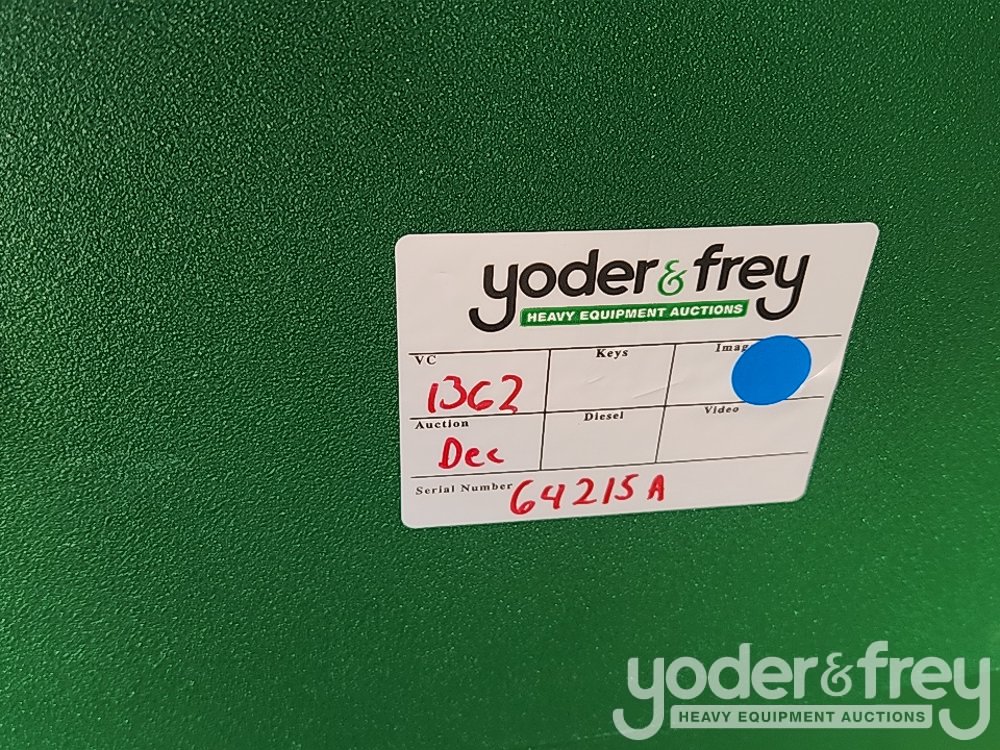 yoder & frey
HEAVY EQUIPMENT AUCTIONS
VC Keys Imag
1362
Auction Diesel Video
Dec
Serial Number 64215A
yoder & frey
HEAVY EQUIPMENT AUCTIONS